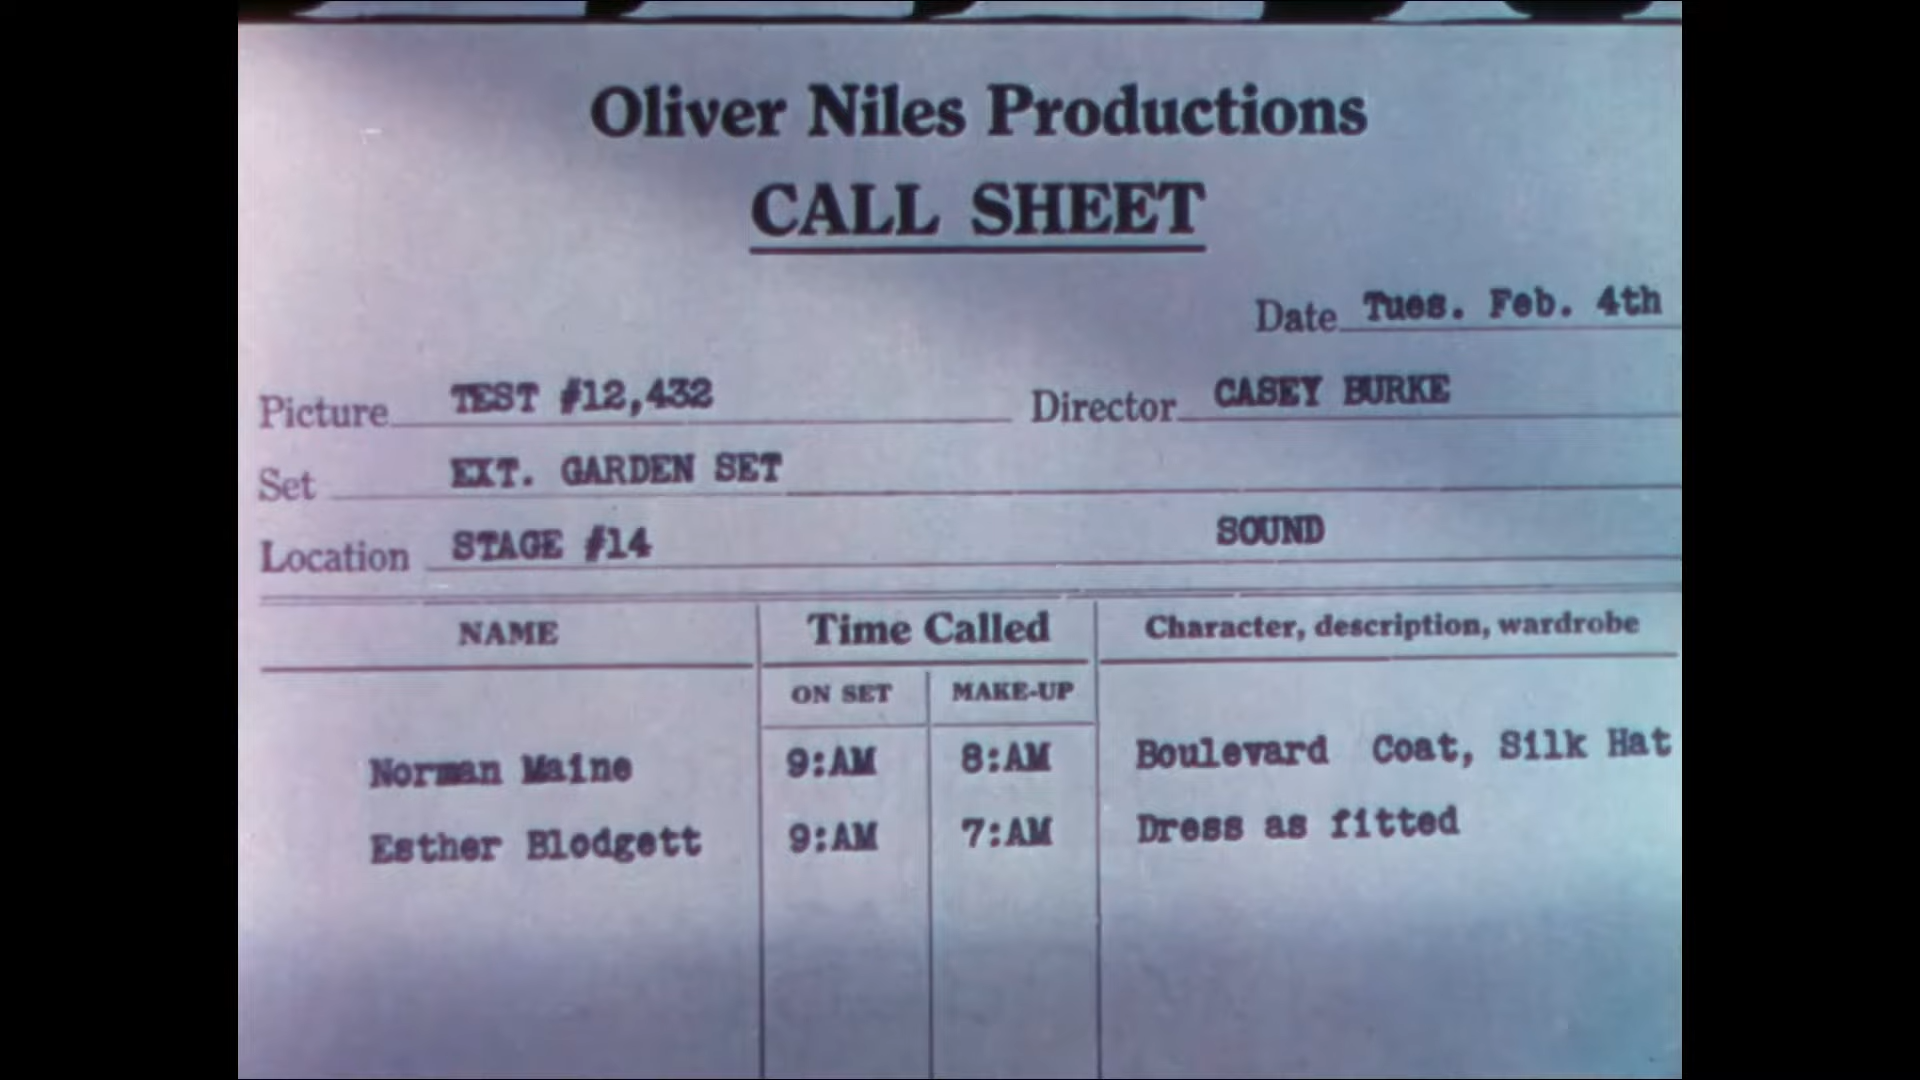 Oliver Niles Productions
CALL SHEET
Date Tues. Feb. 4th
Picture TEST #12,432 Director CASEY BURKE
Set EXT. GARDEN SET
Location STAGE #14 SOUND
NAME Time Called Character, description, wardrobe
ON SET MAKE-UP
Norman Maine 9:AM 8:AM Boulevard Coat, Silk Hat
Esther Blodgett 9:AM 7:AM Dress as fitted